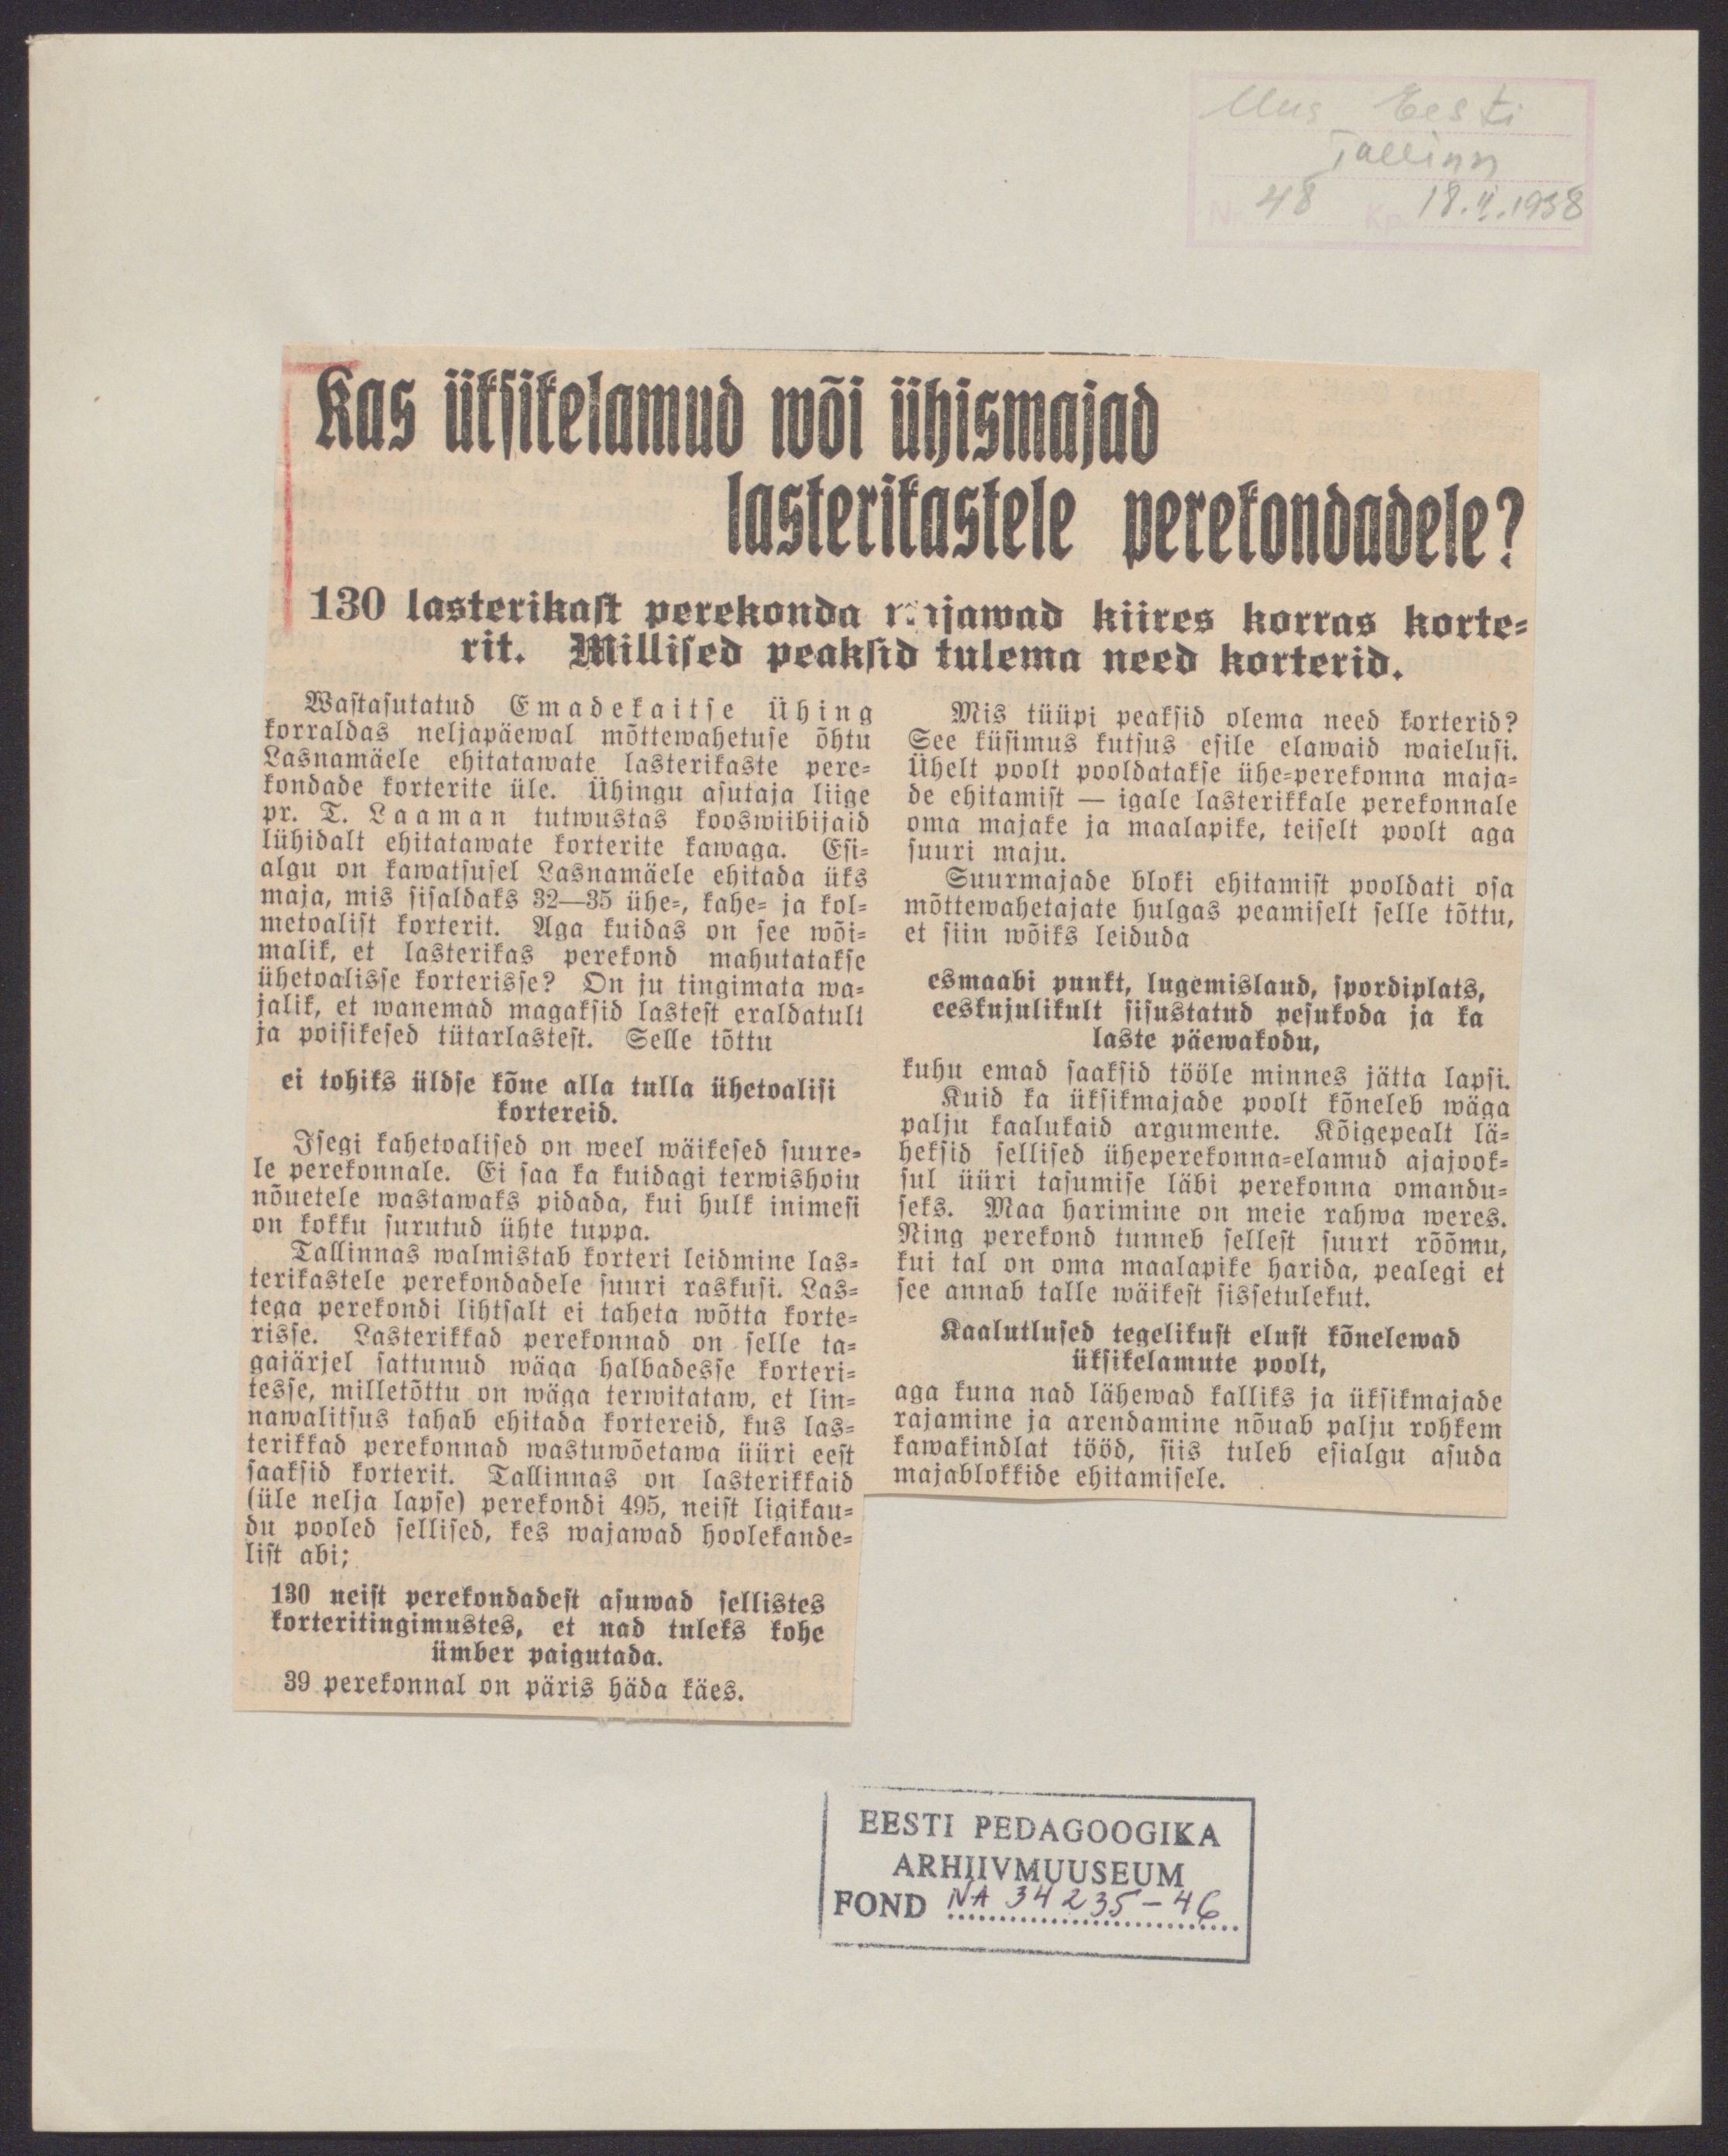 Uus Eesti
Tallinn
Nr. 48 Kp. 18.II.1938
Kas üksikelamud wõi ühismajad
lasterikastele perekondadele?
130 lasterikast perekonda wajawad kiires korras korte-
rit. Millised peaksid tulema need korterid.
Wastasutatud Emadekaitse Ühing
korraldas neljapäewal mõttewahetuse õhtu
Lasnamäele ehitatawate lasterikaste pere-
kondade korterite üle. Ühingu asutaja liige
pr. T. Laaman tutwustas kooswiibijaid
lühidalt ehitatawate korterite kawaga. Esi-
algu on kawatsusel Lasnamäele ehitada üks
maja, mis sisaldaks 32—35 ühe-, kahe- ja kol-
metoalist korterit. Aga kuidas on see wõi-
malik, et lasterikas perekond mahutatakse
ühetoalisse korterisse? On ju tingimata wa-
jalik, et wanemad magaksid lastest eraldatult
ja poisikesed tütarlastest. Selle tõttu
ei tohiks üldse kõne alla tulla ühetoalisi
kortereid.
Isegi kahetoalised on weel wäikesed suure-
le perekonnale. Ei saa ka kuidagi terwishoiu
nõuetele wastawaks pidada, kui hulk inimesi
on kokku surutud ühte tuppa.
Tallinnas walmistab korteri leidmine las-
terikastele perekondadele suuri raskusi. Las-
tega perekondi lihtsalt ei taheta wõtta korte-
risse. Lasterikkad perekonnad on selle ta-
gajärjel sattunud wäga halbadesse korteri-
tesse, milletõttu on wäga terwitataw, et lin-
nawalitsus tahab ehitada kortereid, kus las-
terikkad perekonnad wastuwõetawa üüri eest
saaksid korterit. Tallinnas on lasterikkaid
(üle nelja lapse) perekondi 495, neist ligikau-
du pooled sellised, kes wajawad hoolekande-
list abi;
130 neist perekondadest asuwad sellistes
korteritingimustes, et nad tuleks kohe
ümber paigutada.
39 perekonnal on päris häda käes.
Mis tüüpi peaksid olema need korterid?
See küsimus kutsus esile elawaid waielusi.
Ühelt poolt pooldatakse ühe-perekonna maja-
de ehitamist — igale lasterikkale perekonnale
oma majake ja maalapike, teiselt poolt aga
suuri maju.
Suurmajade bloki ehitamist pooldati osa
mõttewahetajate hulgas peamiselt selle tõttu,
et siin wõiks leiduda
esmaabi punkt, lugemislaud, spordiplats,
eeskujulikult sisustatud pesukoda ja ka
laste päewakodu,
kuhu emad saaksid tööle minnes jätta lapsi.
Kuid ka üksikmajade poolt kõneleb wäga
palju kaalukaid argumente. Kõigepealt lä-
heksid sellised üheperekonna-elamud ajajook-
sul üüri tasumise läbi perekonna omandu-
seks. Maa harimine on meie rahwa weres.
Ning perekond tunneb sellest suurt rõõmu,
kui tal on oma maalapike harida, pealegi et
see annab talle wäikest sissetulekut.
Kaalutlused tegelikust elust kõnelewad
üksikelamute poolt,
aga kuna nad lähewad kalliks ja üksikmajade
rajamine ja arendamine nõuab palju rohkem
kawakindlat tööd, siis tuleb esialgu asuda
majablokkide ehitamisele.
EESTI PEDAGOOGIKA
ARHIIVMUUSEUM
FOND NA 34235-46